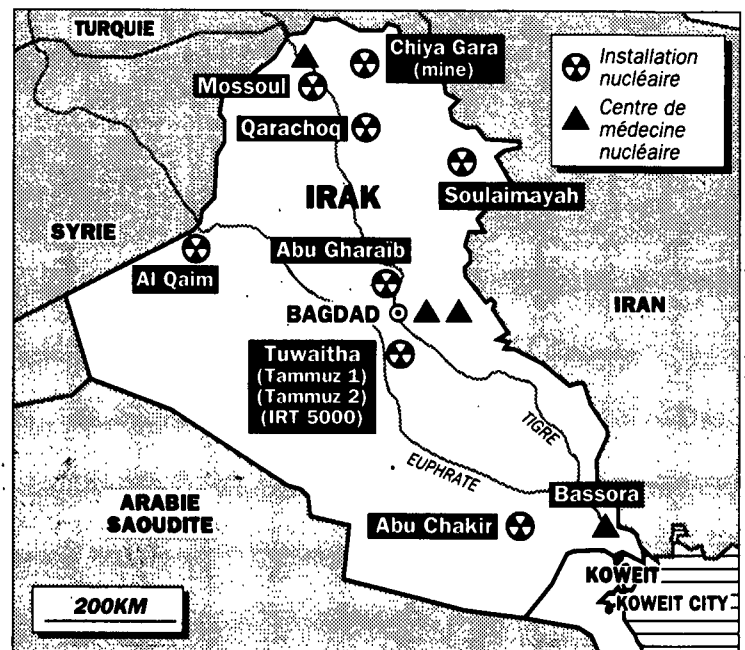 TURQUIE
Chiya Gara
(mine)
Mossoul
Qarachoq
Installation
nucléaire
Centre de
médecine
nucléaire
IRAK
Soulaimayah
SYRIE
Al Qaim
Abu Gharaïb
BAGDAD
IRAN
Tuwaitha
(Tammuz 1)
(Tammuz 2)
(IRT 5000)
TIGRE
EUPHRATE
ARABIE
SAOUDITE
Bassora
Abu Chakir
KOWEIT
KOWEIT CITY
200KM